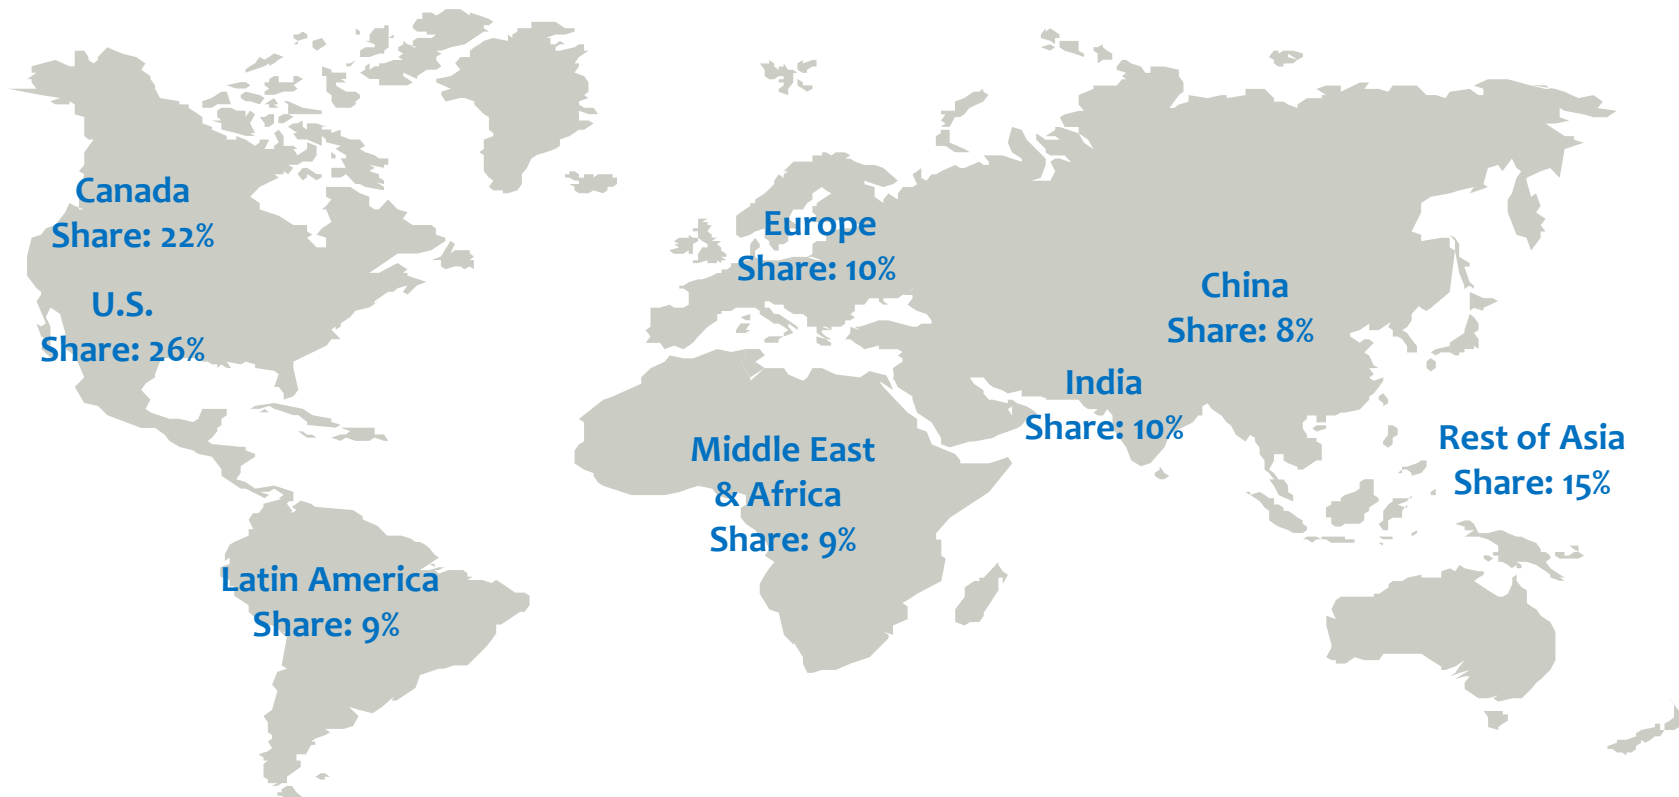 Canada
Share: 22%
U.S.
Share: 26%
Europe
Share: 10%
China
Share: 8%
India
Share: 10%
Rest of Asia
Share: 15%
Middle East
& Africa
Share: 9%
Latin America
Share: 9%